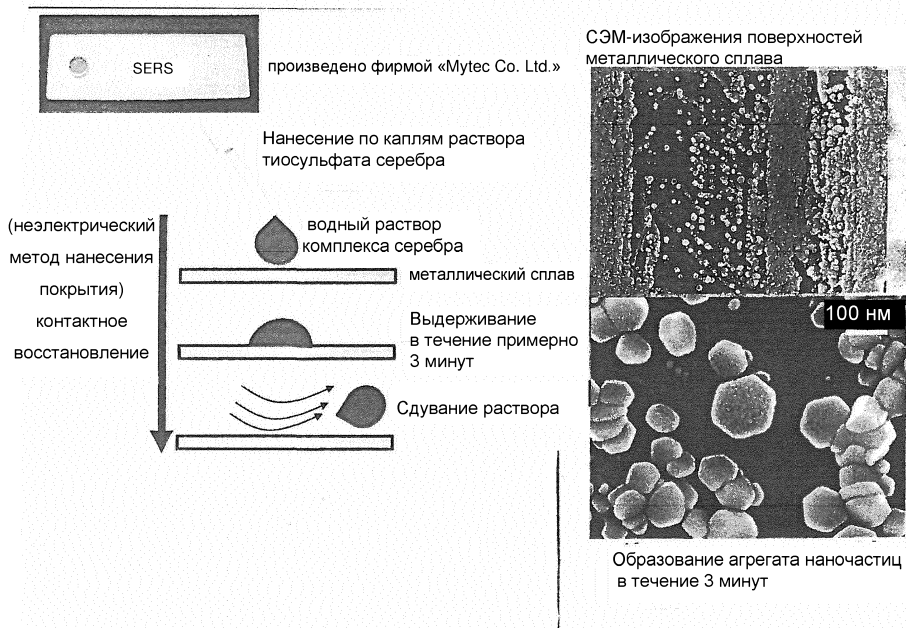 SERS
произведено фирмой «Mytec Co. Ltd.»
Нанесение по каплям раствора
тиосульфата серебра
(неэлектрический
метод нанесения
покрытия)
контактное
восстановление
водный раствор
комплекса серебра
металлический сплав
Выдерживание
в течение примерно
3 минут
Сдувание раствора
СЭМ-изображения поверхностей
металлического сплава
100 нм
Образование агрегата наночастиц
в течение 3 минут